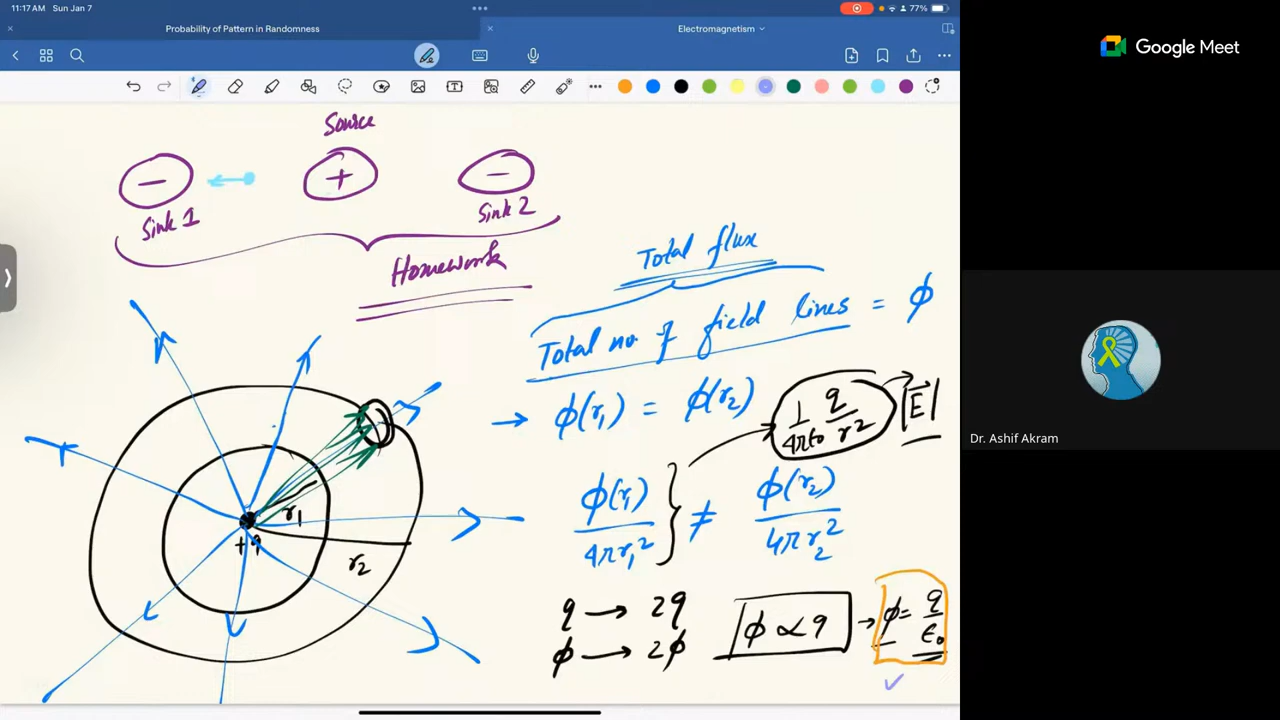 11:17 AM Sun Jan 7
77%
Probability of Pattern in Randomness
Electromagnetism
Google Meet
Source
− + −
Sink 1 Sink 2
Homework
Total flux
Total no. of field lines = ϕ
→ ϕ(r₁) = ϕ(r₂)
1/4πε₀ q/r² → |E⃗|
ϕ(r₁)/4πr₁² ≠ ϕ(r₂)/4πr₂²
r₁
+q
r₂
q → 2q
ϕ → 2ϕ
ϕ ∝ q → ϕ = q/ε₀
Dr. Ashif Akram